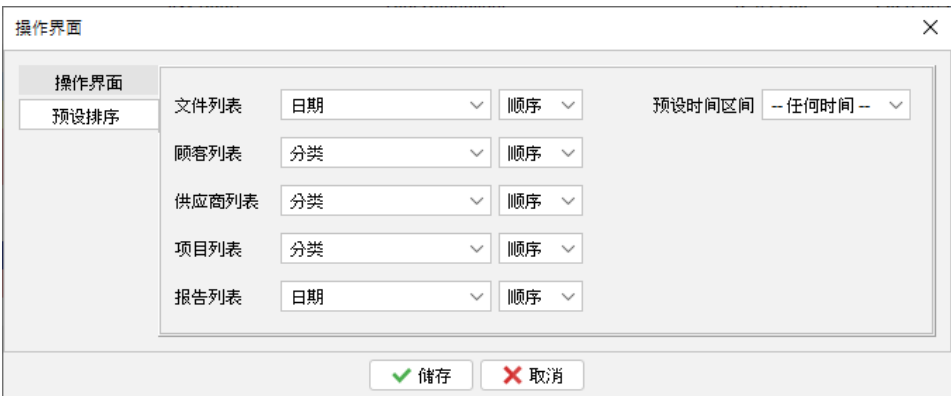 操作界面
操作界面
预设排序
文件列表 日期 顺序 预设时间区间 -- 任何时间 --
顾客列表 分类 顺序
供应商列表 分类 顺序
项目列表 分类 顺序
报告列表 日期 顺序
储存 取消